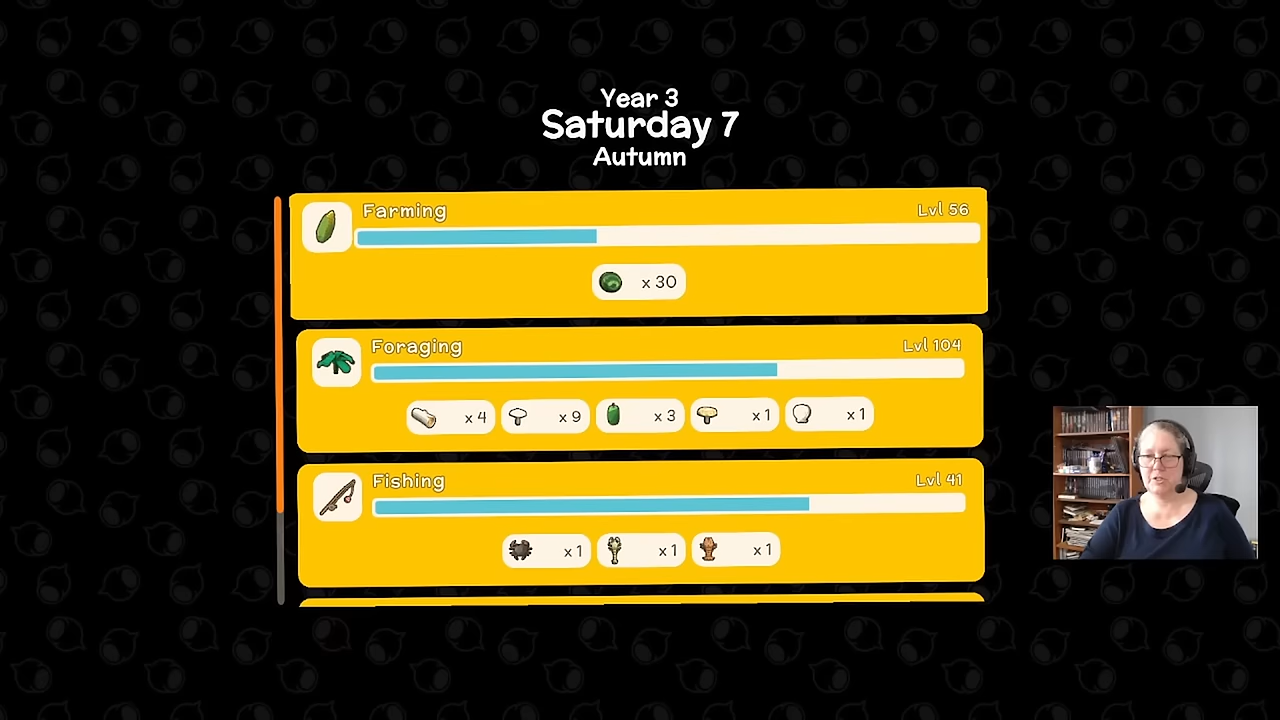 Year 3
Saturday 7
Autumn
Farming Lvl 56
x 30
Foraging Lvl 104
x 4 x 9 x 3 x 1 x 1
Fishing Lvl 41
x 1 x 1 x 1